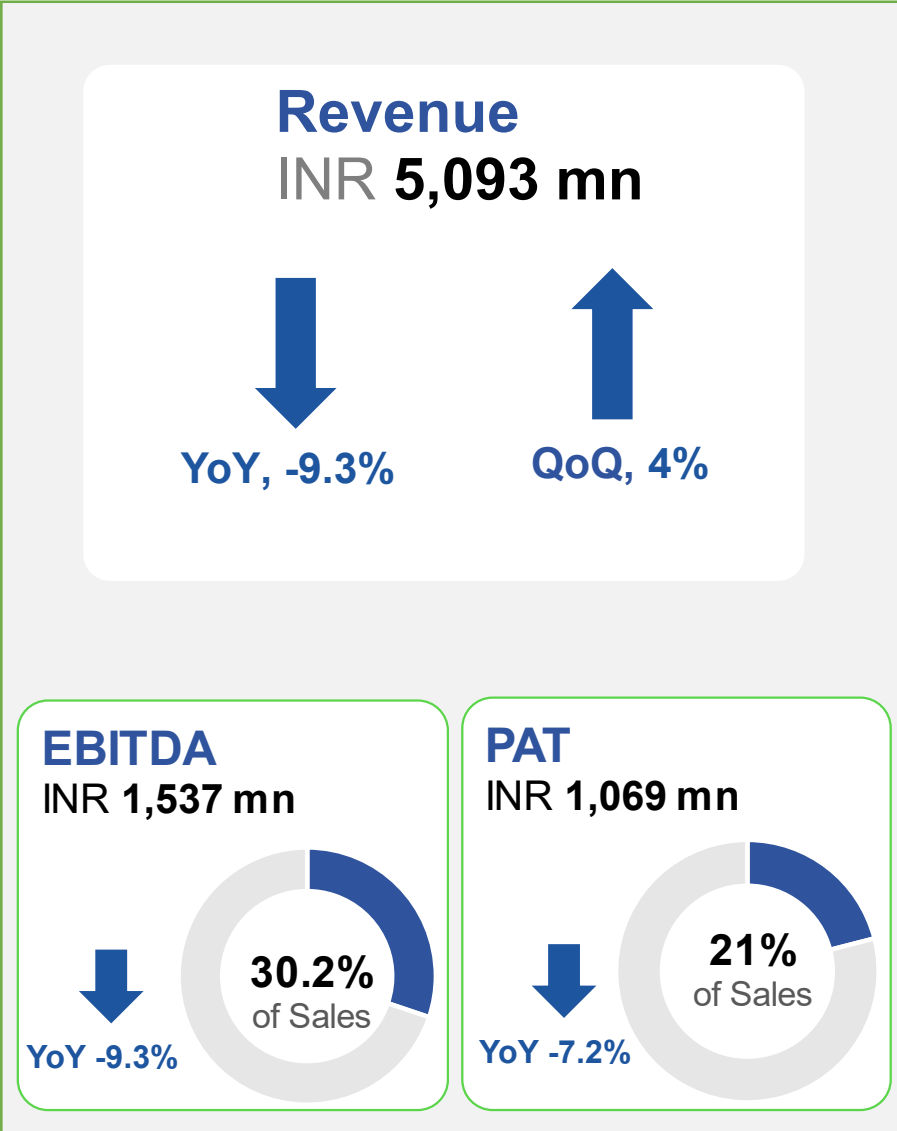 Revenue
INR 5,093 mn
YoY, -9.3%
QoQ, 4%
EBITDA
INR 1,537 mn
30.2%
of Sales
YoY -9.3%
PAT
INR 1,069 mn
21%
of Sales
YoY -7.2%